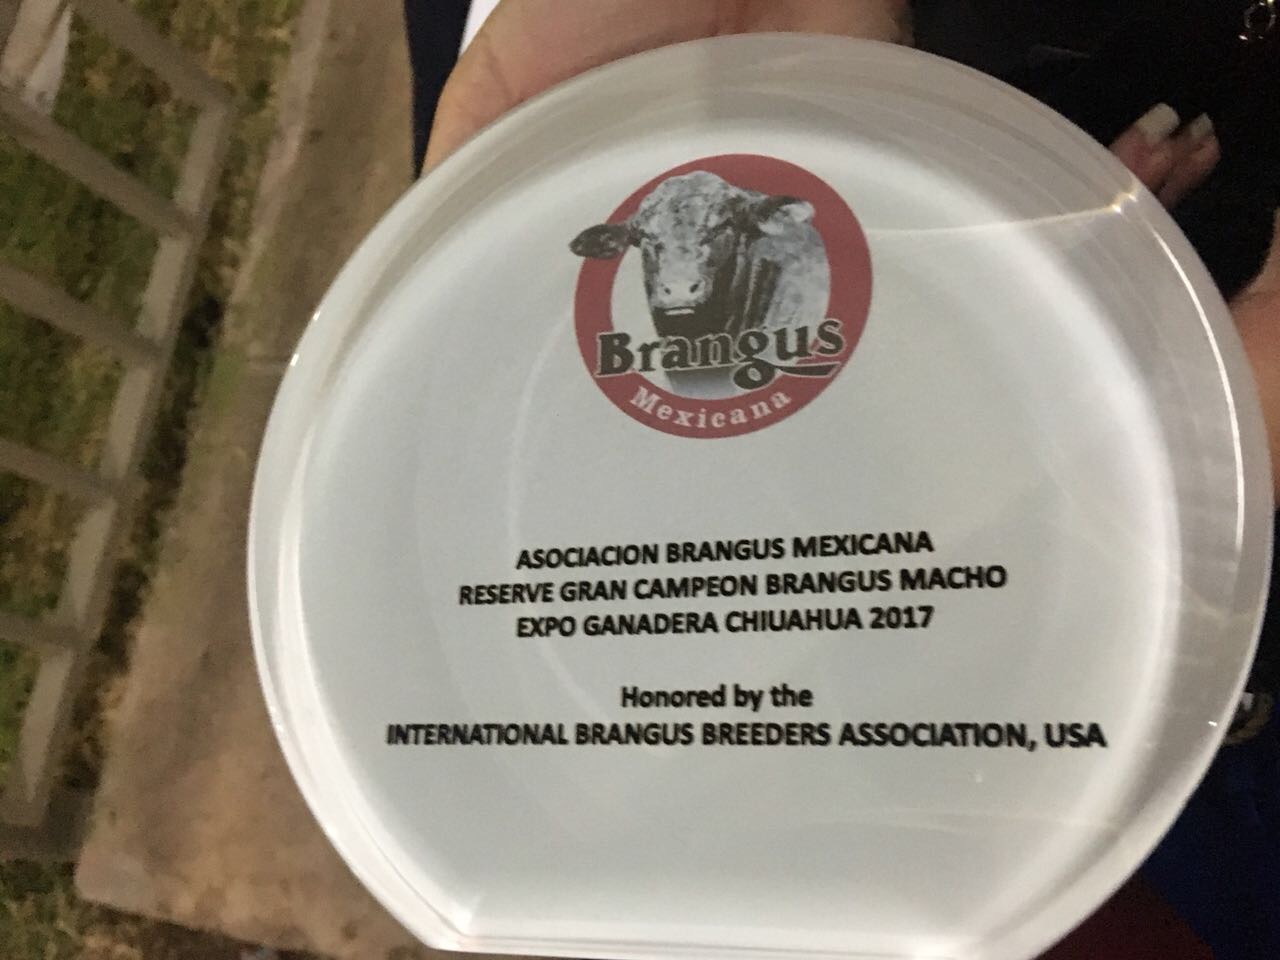 Brangus
Mexicana
ASOCIACION BRANGUS MEXICANA
RESERVE GRAN CAMPEON BRANGUS MACHO
EXPO GANADERA CHIUAHUA 2017
Honored by the
INTERNATIONAL BRANGUS BREEDERS ASSOCIATION, USA